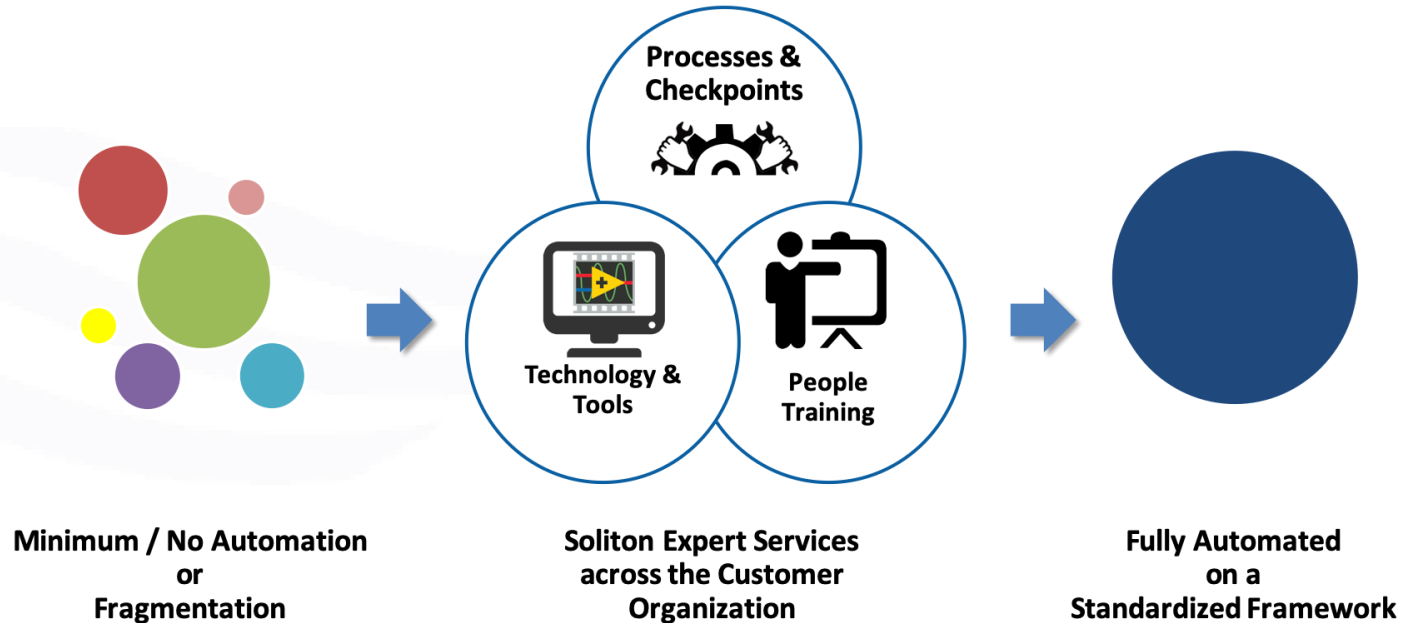 Processes &
Checkpoints
Technology &
Tools
People
Training
Minimum / No Automation
or
Fragmentation
Soliton Expert Services
across the Customer
Organization
Fully Automated
on a
Standardized Framework